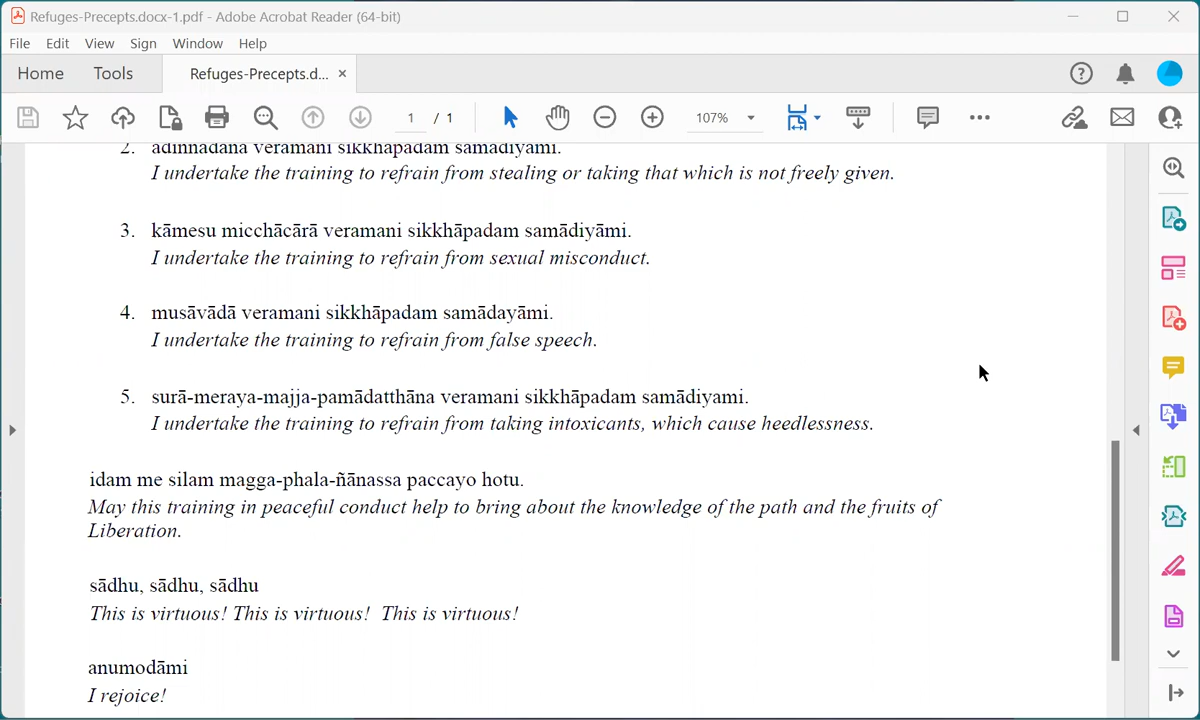 Refuges-Precepts.docx-1.pdf - Adobe Acrobat Reader (64-bit)
File Edit View Sign Window Help
Home Tools Refuges-Precepts.d... ×
1 / 1 107%
2. adinnādānā veramani sikkhāpadam samādiyāmi.
I undertake the training to refrain from stealing or taking that which is not freely given.
3. kāmesu micchācārā veramani sikkhāpadam samādiyāmi.
I undertake the training to refrain from sexual misconduct.
4. musāvādā veramani sikkhāpadam samādayāmi.
I undertake the training to refrain from false speech.
5. surā-meraya-majja-pamādatthāna veramani sikkhāpadam samādiyami.
I undertake the training to refrain from taking intoxicants, which cause heedlessness.
idam me silam magga-phala-ñānassa paccayo hotu.
May this training in peaceful conduct help to bring about the knowledge of the path and the fruits of
Liberation.
sādhu, sādhu, sādhu
This is virtuous! This is virtuous! This is virtuous!
anumodāmi
I rejoice!